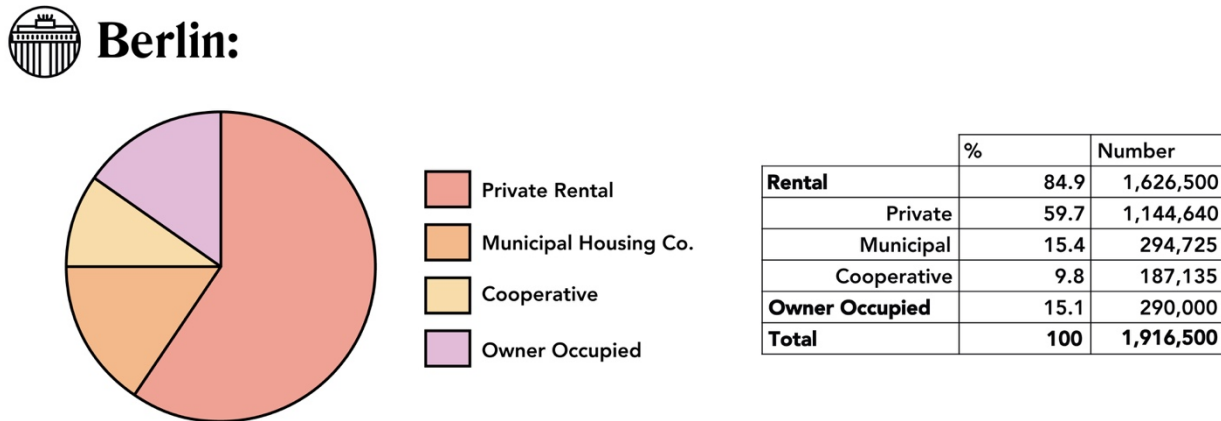 Berlin:
Private Rental
Municipal Housing Co.
Cooperative
Owner Occupied
% Number
Rental 84.9 1,626,500
Private 59.7 1,144,640
Municipal 15.4 294,725
Cooperative 9.8 187,135
Owner Occupied 15.1 290,000
Total 100 1,916,500